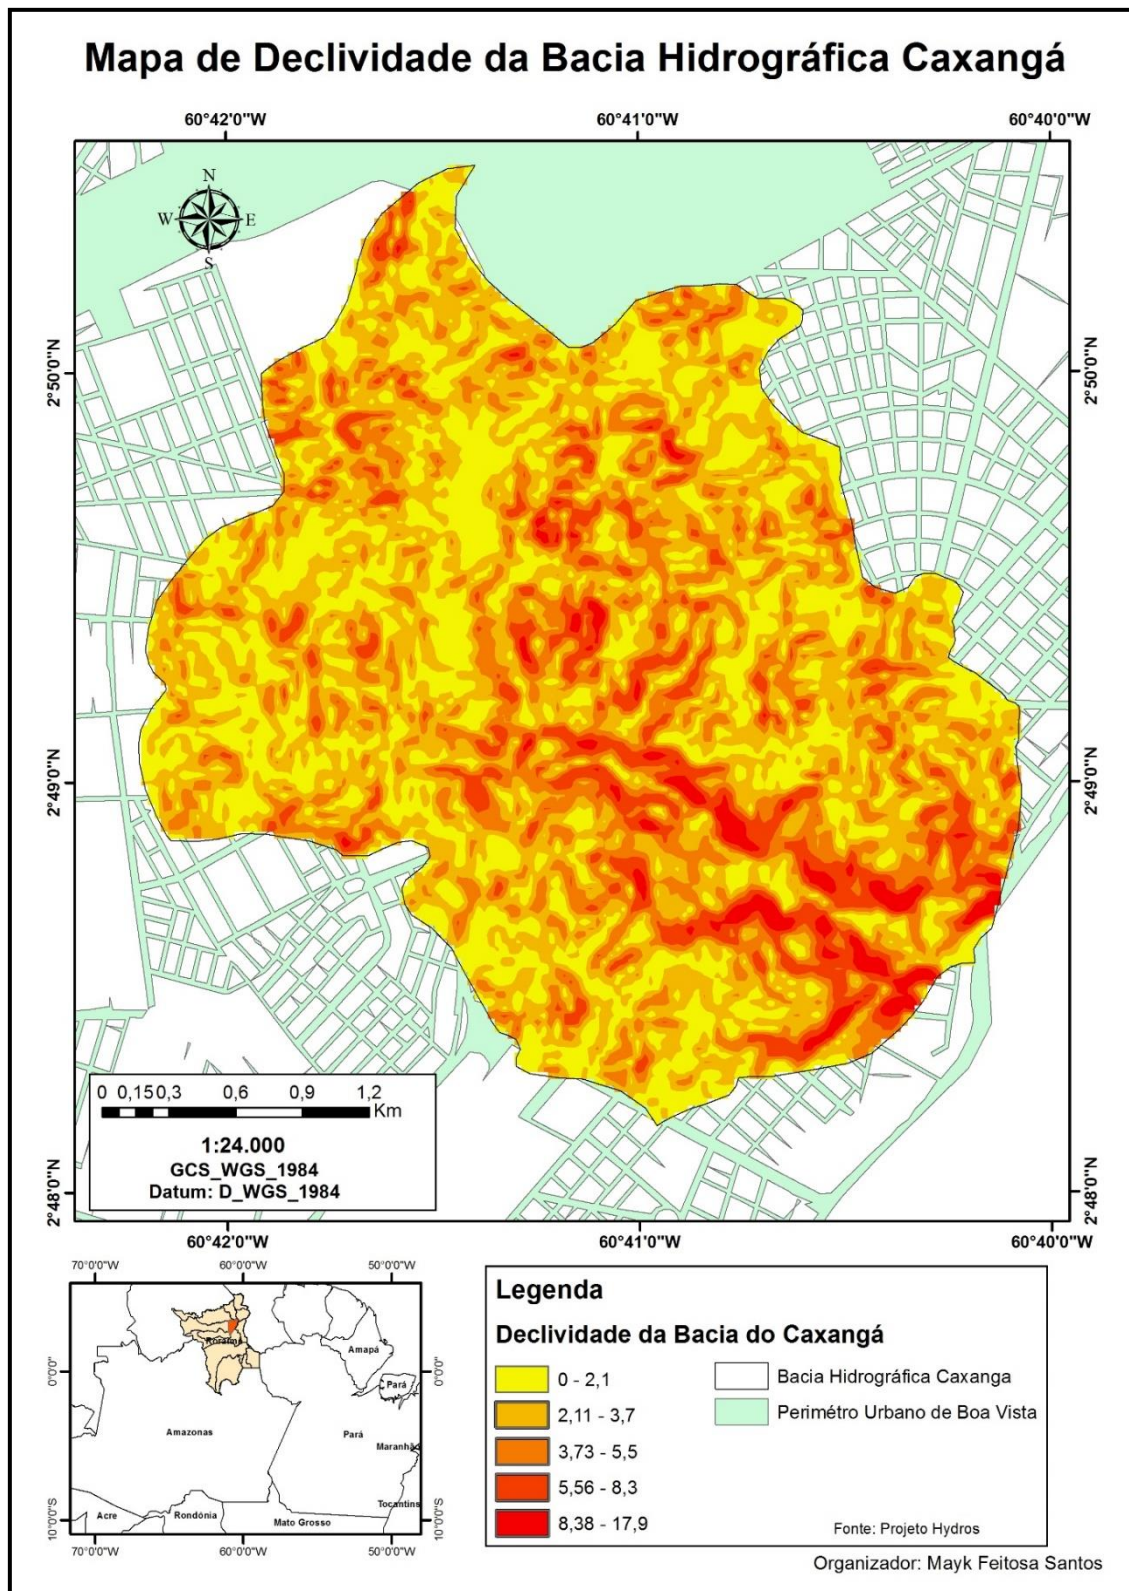 Mapa de Declividade da Bacia Hidrográfica Caxangá
60°42'0"W 60°41'0"W 60°40'0"W
N
W E
S
2°50'0"N 2°50'0"N
2°49'0"N 2°49'0"N
2°48'0"N 2°48'0"N
0 0,150,3 0,6 0,9 1,2
Km
1:24.000
GCS_WGS_1984
Datum: D_WGS_1984
60°42'0"W 60°41'0"W 60°40'0"W
70°0'0"W 60°0'0"W 50°0'0"W
Roraima
Amapá
0°0'0" 0°0'0"
Pará
Amazonas Pará
Maranhão
Tocantins
Acre Rondônia Mato Grosso
10°0'0"S 10°0'0"S
70°0'0"W 60°0'0"W 50°0'0"W
Legenda
Declividade da Bacia do Caxangá
0 - 2,1
2,11 - 3,7
3,73 - 5,5
5,56 - 8,3
8,38 - 17,9
Bacia Hidrográfica Caxanga
Perimétro Urbano de Boa Vista
Fonte: Projeto Hydros
Organizador: Mayk Feitosa Santos